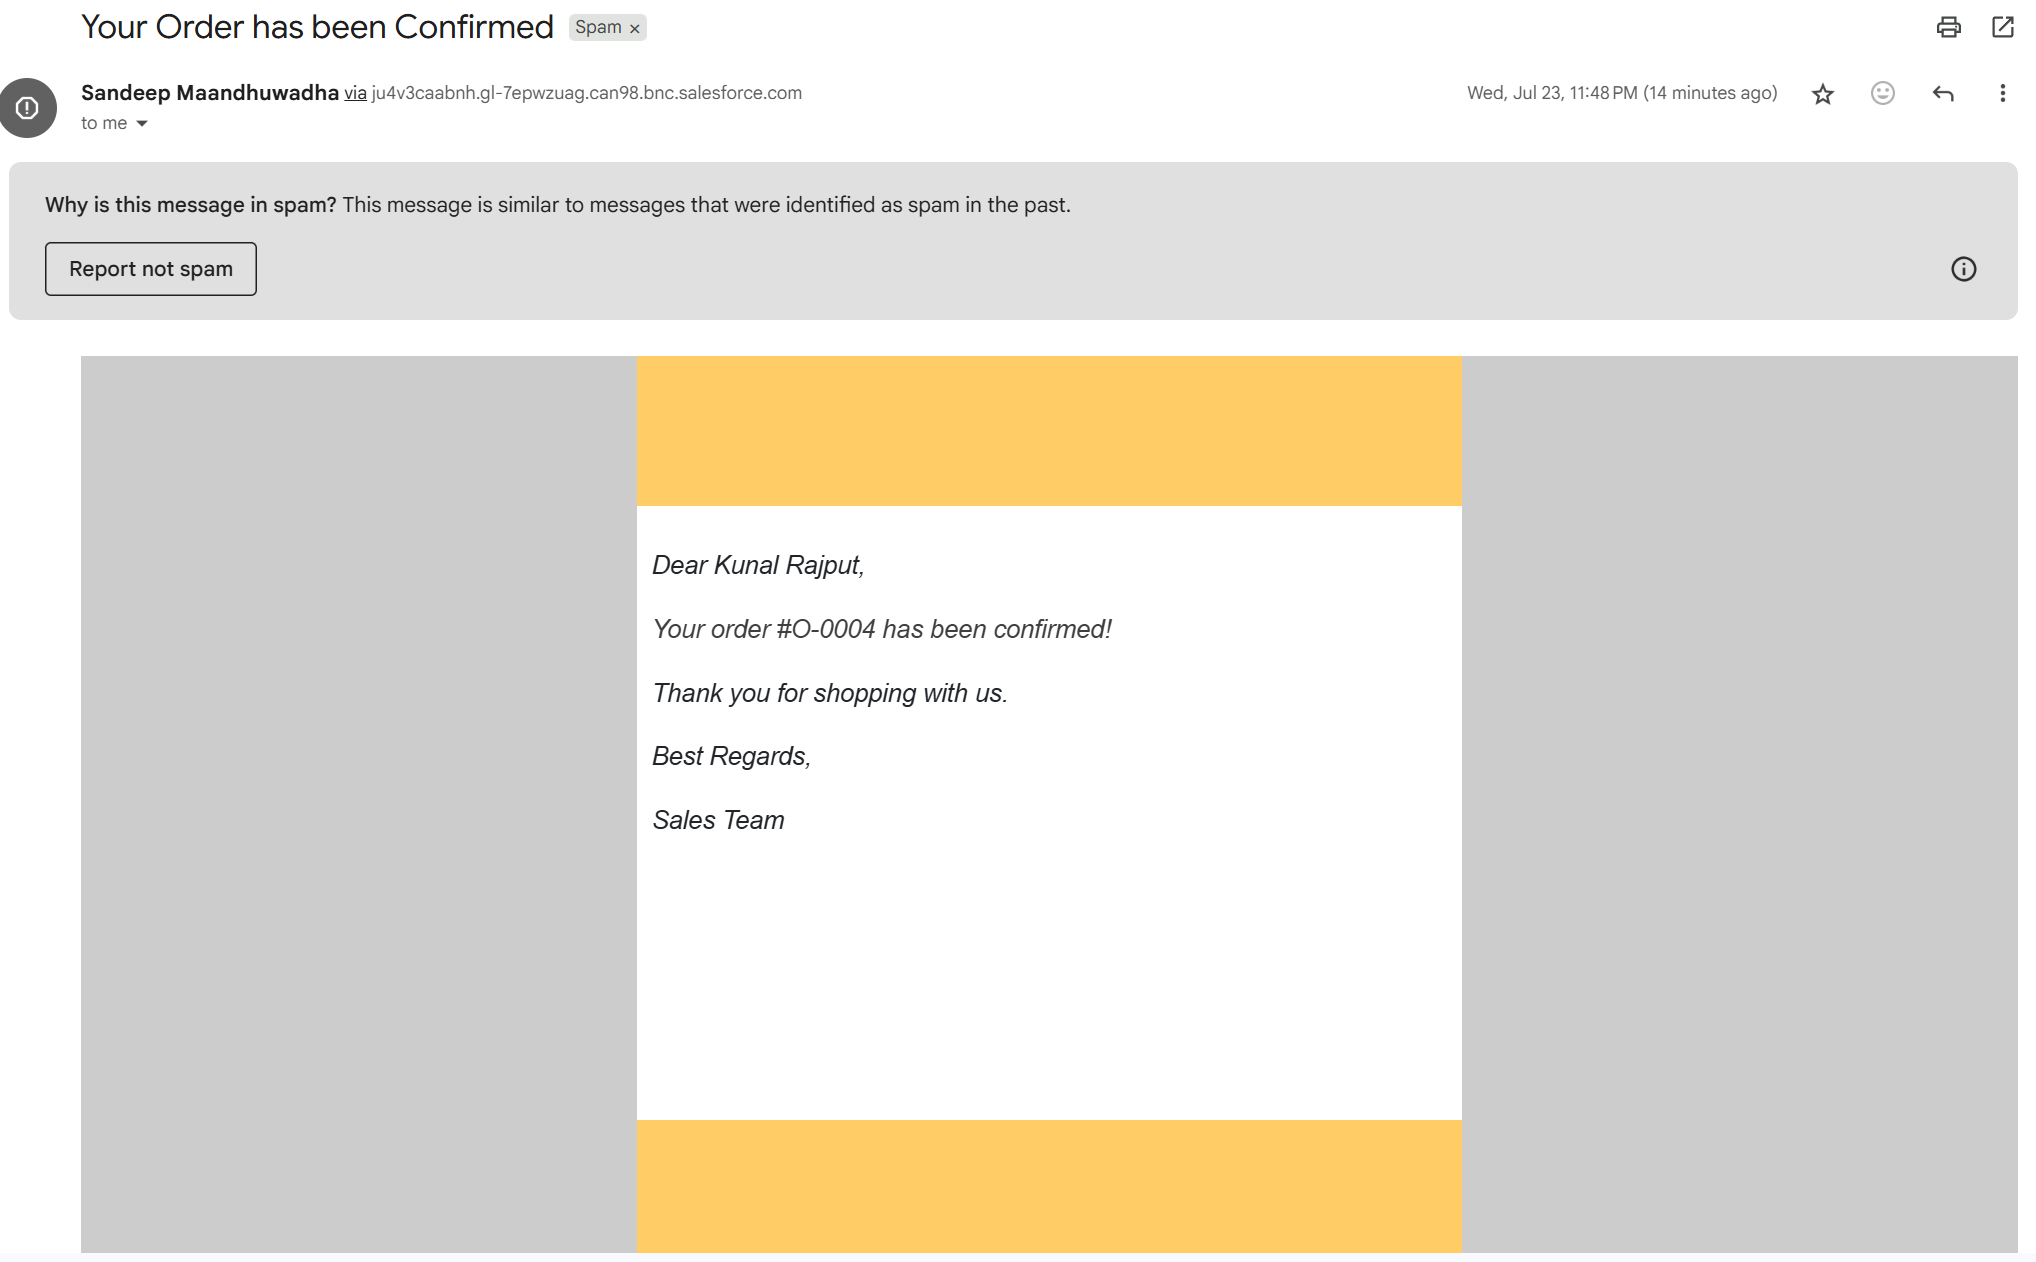 Your Order has been Confirmed Spam ×
Sandeep Maandhuwadha via ju4v3caabnh.gl-7epwzuag.can98.bnc.salesforce.com Wed, Jul 23, 11:48 PM (14 minutes ago)
to me
Why is this message in spam? This message is similar to messages that were identified as spam in the past.
Report not spam
Dear Kunal Rajput,
Your order #O-0004 has been confirmed!
Thank you for shopping with us.
Best Regards,
Sales Team